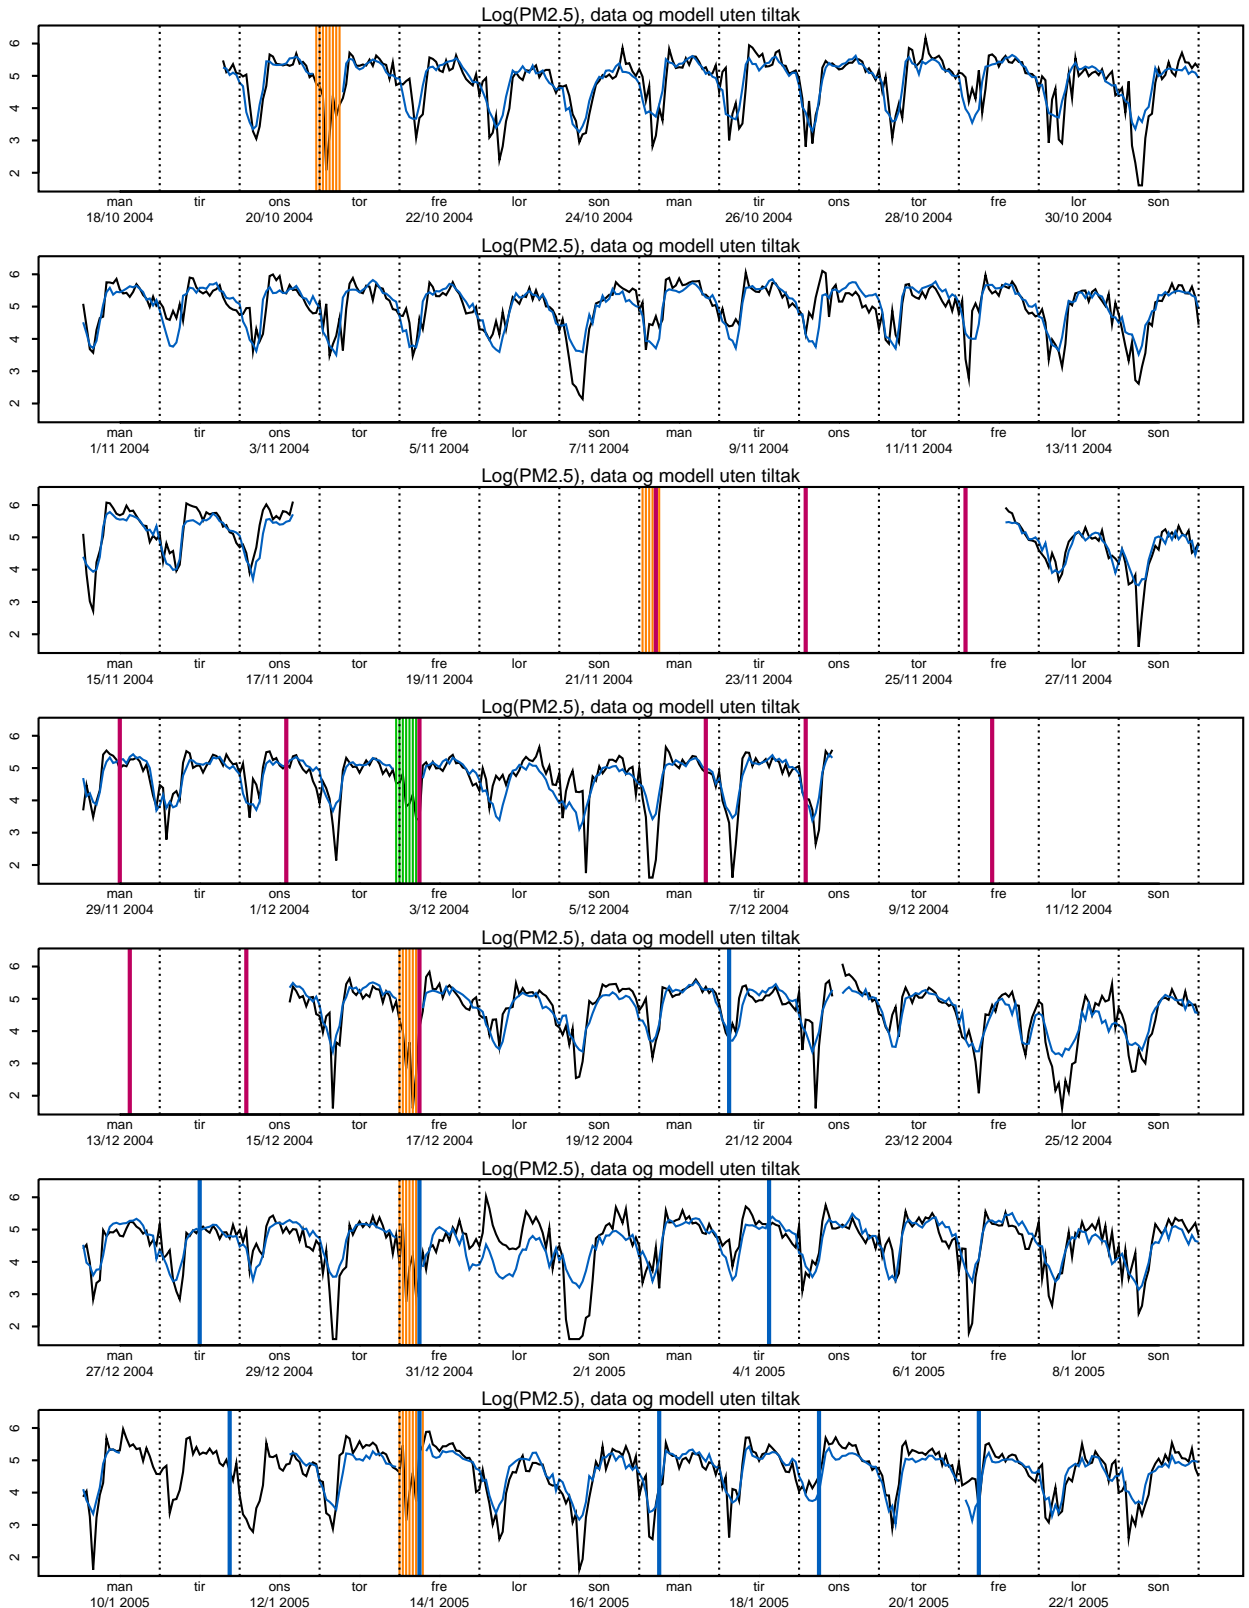 Log(PM2.5), data og modell uten tiltak
6
5
4
3
2
man tir ons tor fre lor son man tir ons tor fre lor son
18/10 2004 20/10 2004 22/10 2004 24/10 2004 26/10 2004 28/10 2004 30/10 2004
Log(PM2.5), data og modell uten tiltak
6
5
4
3
2
man tir ons tor fre lor son man tir ons tor fre lor son
1/11 2004 3/11 2004 5/11 2004 7/11 2004 9/11 2004 11/11 2004 13/11 2004
Log(PM2.5), data og modell uten tiltak
6
5
4
3
2
man tir ons tor fre lor son man tir ons tor fre lor son
15/11 2004 17/11 2004 19/11 2004 21/11 2004 23/11 2004 25/11 2004 27/11 2004
Log(PM2.5), data og modell uten tiltak
6
5
4
3
2
man tir ons tor fre lor son man tir ons tor fre lor son
29/11 2004 1/12 2004 3/12 2004 5/12 2004 7/12 2004 9/12 2004 11/12 2004
Log(PM2.5), data og modell uten tiltak
6
5
4
3
2
man tir ons tor fre lor son man tir ons tor fre lor son
13/12 2004 15/12 2004 17/12 2004 19/12 2004 21/12 2004 23/12 2004 25/12 2004
Log(PM2.5), data og modell uten tiltak
6
5
4
3
2
man tir ons tor fre lor son man tir ons tor fre lor son
27/12 2004 29/12 2004 31/12 2004 2/1 2005 4/1 2005 6/1 2005 8/1 2005
Log(PM2.5), data og modell uten tiltak
6
5
4
3
2
man tir ons tor fre lor son man tir ons tor fre lor son
10/1 2005 12/1 2005 14/1 2005 16/1 2005 18/1 2005 20/1 2005 22/1 2005